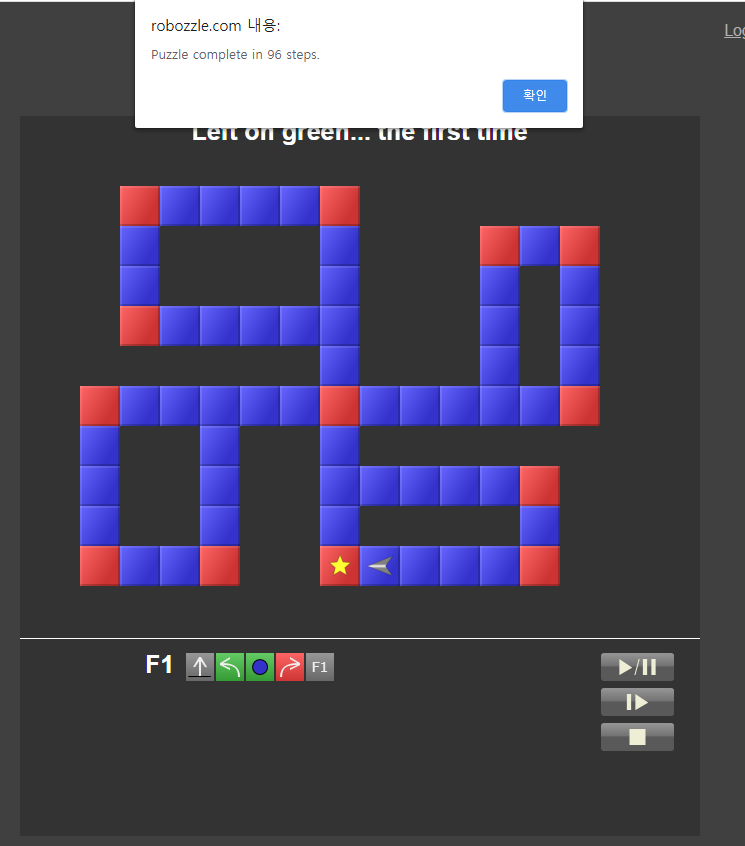 robozzle.com 내용:
Puzzle complete in 96 steps.
확인
Left on green... the first time
F1
F1